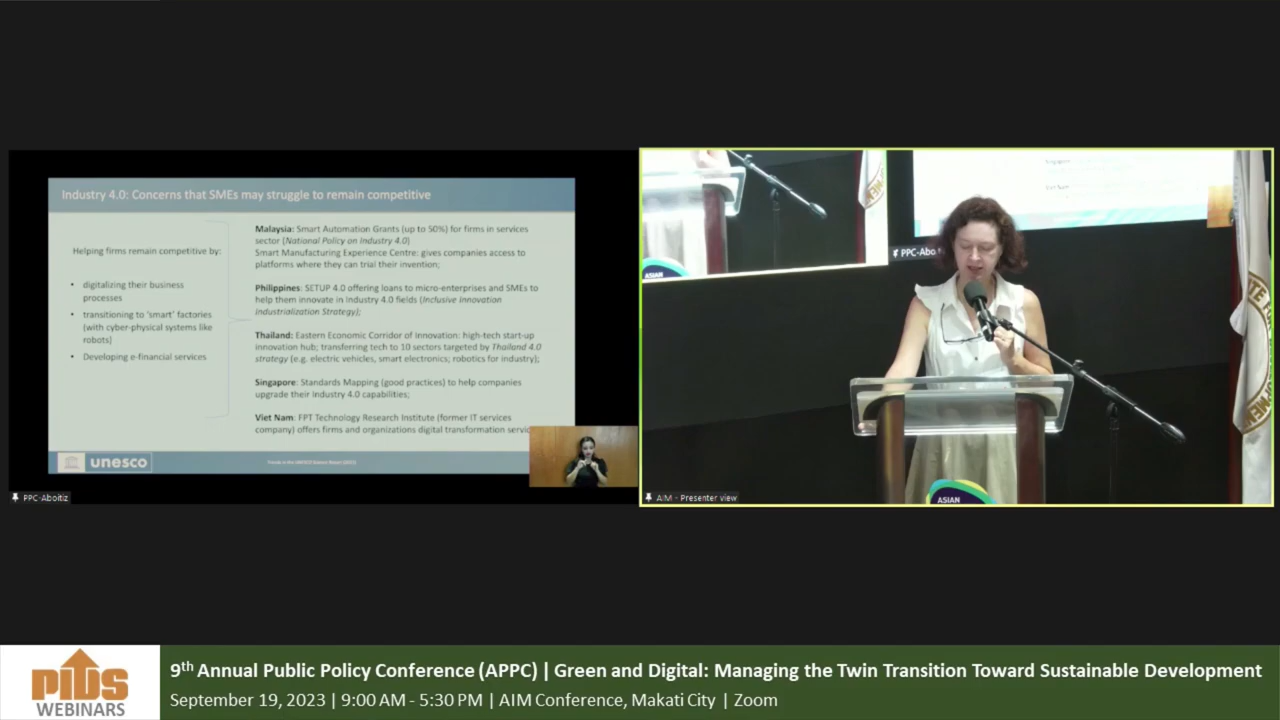 Industry 4.0: Concerns that SMEs may struggle to remain competitive
Helping firms remain competitive by:
• digitalizing their business
processes
• transitioning to 'smart' factories
(with cyber-physical systems like
robots)
• Developing e-financial services
Malaysia: Smart Automation Grants (up to 50%) for firms in services
sector (National Policy on Industry 4.0)
Smart Manufacturing Experience Centre: gives companies access to
platforms where they can trial their invention;
Philippines: SETUP 4.0 offering loans to micro-enterprises and SMEs to
help them innovate in Industry 4.0 fields (Inclusive Innovation
Industrialization Strategy);
Thailand: Eastern Economic Corridor of Innovation: high-tech start-up
innovation hub; transferring tech to 10 sectors targeted by Thailand 4.0
strategy (e.g. electric vehicles, smart electronics; robotics for industry);
Singapore: Standards Mapping (good practices) to help companies
upgrade their Industry 4.0 capabilities;
Viet Nam: FPT Technology Research Institute (former IT services
company) offers firms and organizations digital transformation servic
unesco
PPC-Aboitiz
Singapore
Viet Nam
PPC-Abo
ASIAN
AIM - Presenter view
ASIAN
PIDS
WEBINARS
9th Annual Public Policy Conference (APPC) | Green and Digital: Managing the Twin Transition Toward Sustainable Development
September 19, 2023 | 9:00 AM - 5:30 PM | AIM Conference, Makati City | Zoom